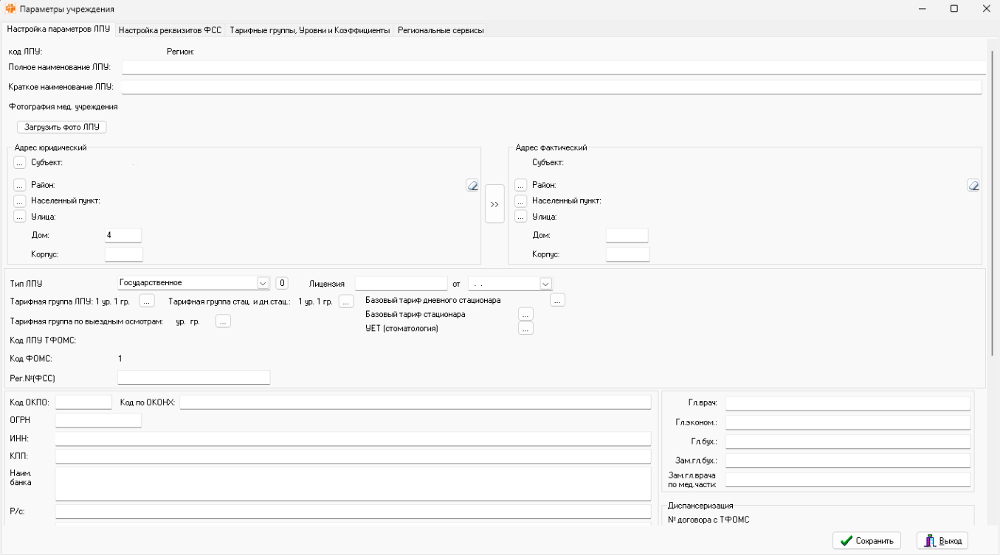 Параметры учреждения
Настройка параметров ЛПУ Настройка реквизитов ФСС Тарифные группы, Уровни и Коэффициенты Региональные сервисы
код ЛПУ: Регион:
Полное наименование ЛПУ:
Краткое наименование ЛПУ:
Фотография мед. учреждения
Загрузить фото ЛПУ
Адрес юридический Адрес фактический
... Субъект: Субъект:
... Район: ... Район:
... Населенный пункт: >> ... Населенный пункт:
... Улица: ... Улица:
Дом: 4 Дом:
Корпус: Корпус:
Тип ЛПУ Государственное 0 Лицензия от . .
Тарифная группа ЛПУ: 1 ур. 1 гр. ... Тарифная группа стац. и дн.стац.: 1 ур. 1 гр. ... Базовый тариф дневного стационара ...
Базовый тариф стационара ...
Тарифная группа по выездным осмотрам: ур. гр. ... УЕТ (стоматология) ...
Код ЛПУ ТФОМС:
Код ФОМС: 1
Рег.№(ФСС)
Код ОКПО: Код по ОКОНХ: Гл.врач:
ОГРН Гл.эконом.:
ИНН: Гл.бух.:
КПП: Зам.гл.бух.:
Наим. Зам.гл.врача
банка по мед.части:
Р/с: Диспансеризация
№ договора с ТФОМС
Сохранить Выход